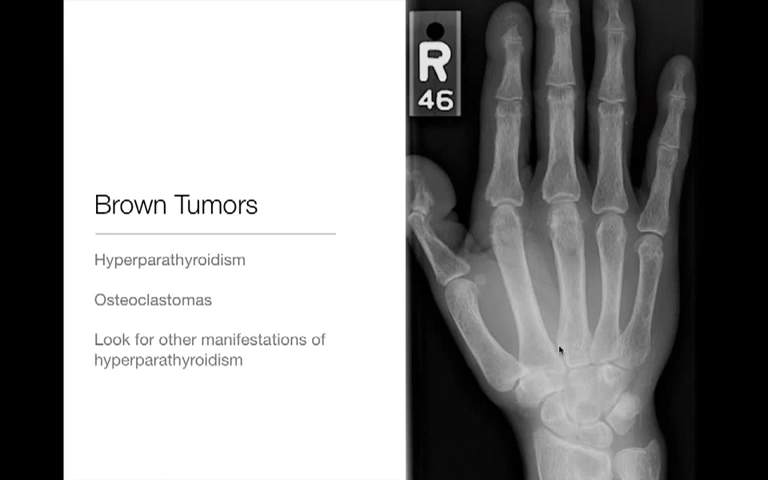 Brown Tumors
Hyperparathyroidism
Osteoclastomas
Look for other manifestations of
hyperparathyroidism
R
46